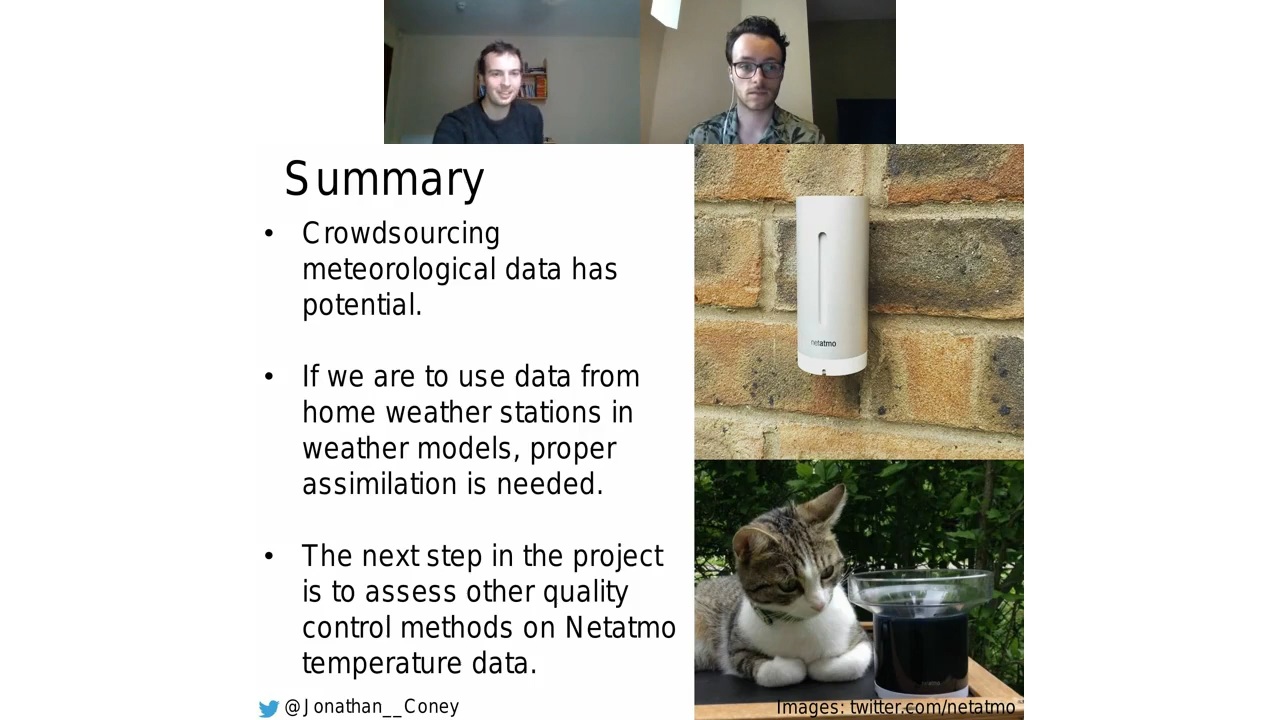 Summary
• Crowdsourcing
meteorological data has
potential.
• If we are to use data from
home weather stations in
weather models, proper
assimilation is needed.
• The next step in the project
is to assess other quality
control methods on Netatmo
temperature data.
@Jonathan__Coney
netatmo
Images: twitter.com/netatmo